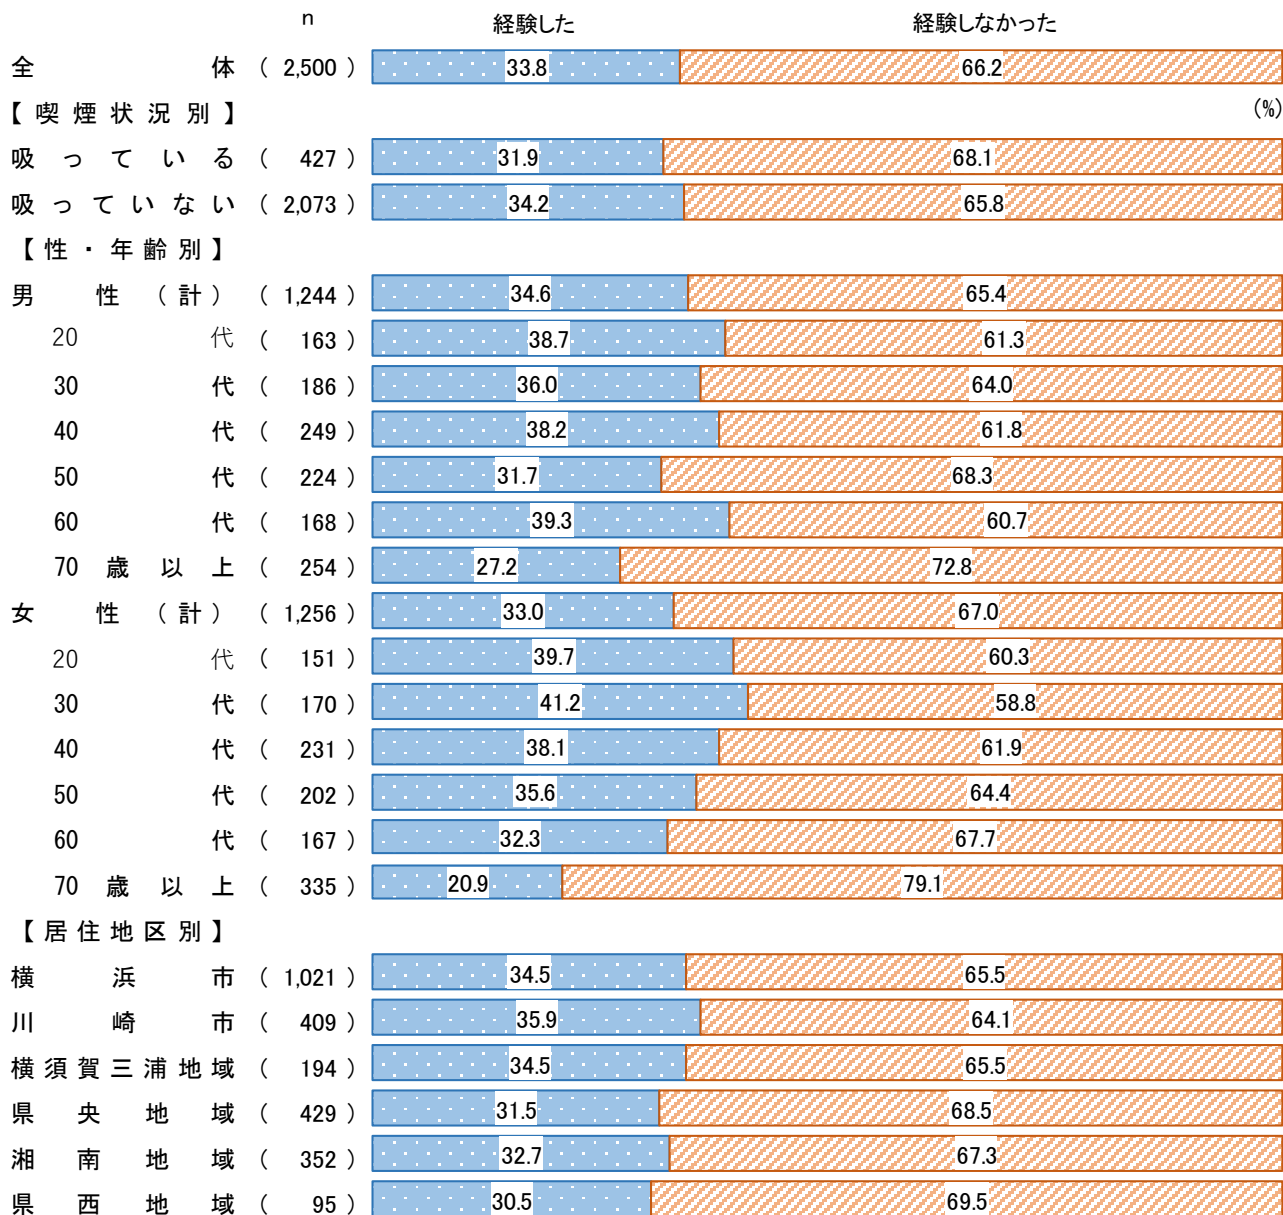 n 経験した 経験しなかった
全体 ( 2,500 ) 33.8 66.2
【喫煙状況別】 (%)
吸っている ( 427 ) 31.9 68.1
吸っていない ( 2,073 ) 34.2 65.8
【性・年齢別】
男性(計) ( 1,244 ) 34.6 65.4
20代 ( 163 ) 38.7 61.3
30代 ( 186 ) 36.0 64.0
40代 ( 249 ) 38.2 61.8
50代 ( 224 ) 31.7 68.3
60代 ( 168 ) 39.3 60.7
70歳以上 ( 254 ) 27.2 72.8
女性(計) ( 1,256 ) 33.0 67.0
20代 ( 151 ) 39.7 60.3
30代 ( 170 ) 41.2 58.8
40代 ( 231 ) 38.1 61.9
50代 ( 202 ) 35.6 64.4
60代 ( 167 ) 32.3 67.7
70歳以上 ( 335 ) 20.9 79.1
【居住地区別】
横浜市 ( 1,021 ) 34.5 65.5
川崎市 ( 409 ) 35.9 64.1
横須賀三浦地域 ( 194 ) 34.5 65.5
県央地域 ( 429 ) 31.5 68.5
湘南地域 ( 352 ) 32.7 67.3
県西地域 ( 95 ) 30.5 69.5